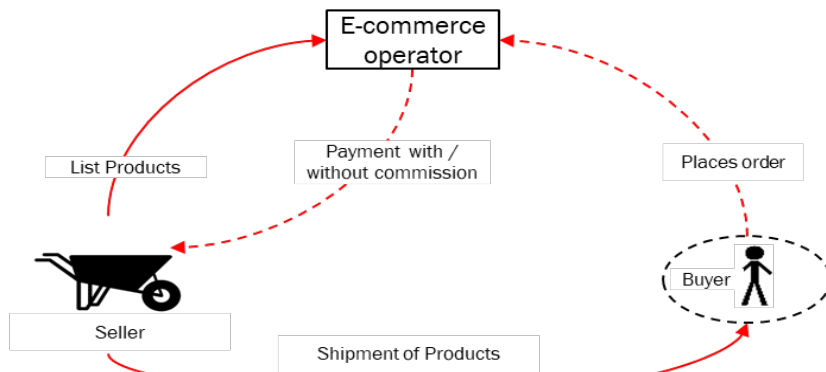 E-commerce
operator
List Products
Payment with /
without commission
Places order
Buyer
Seller
Shipment of Products